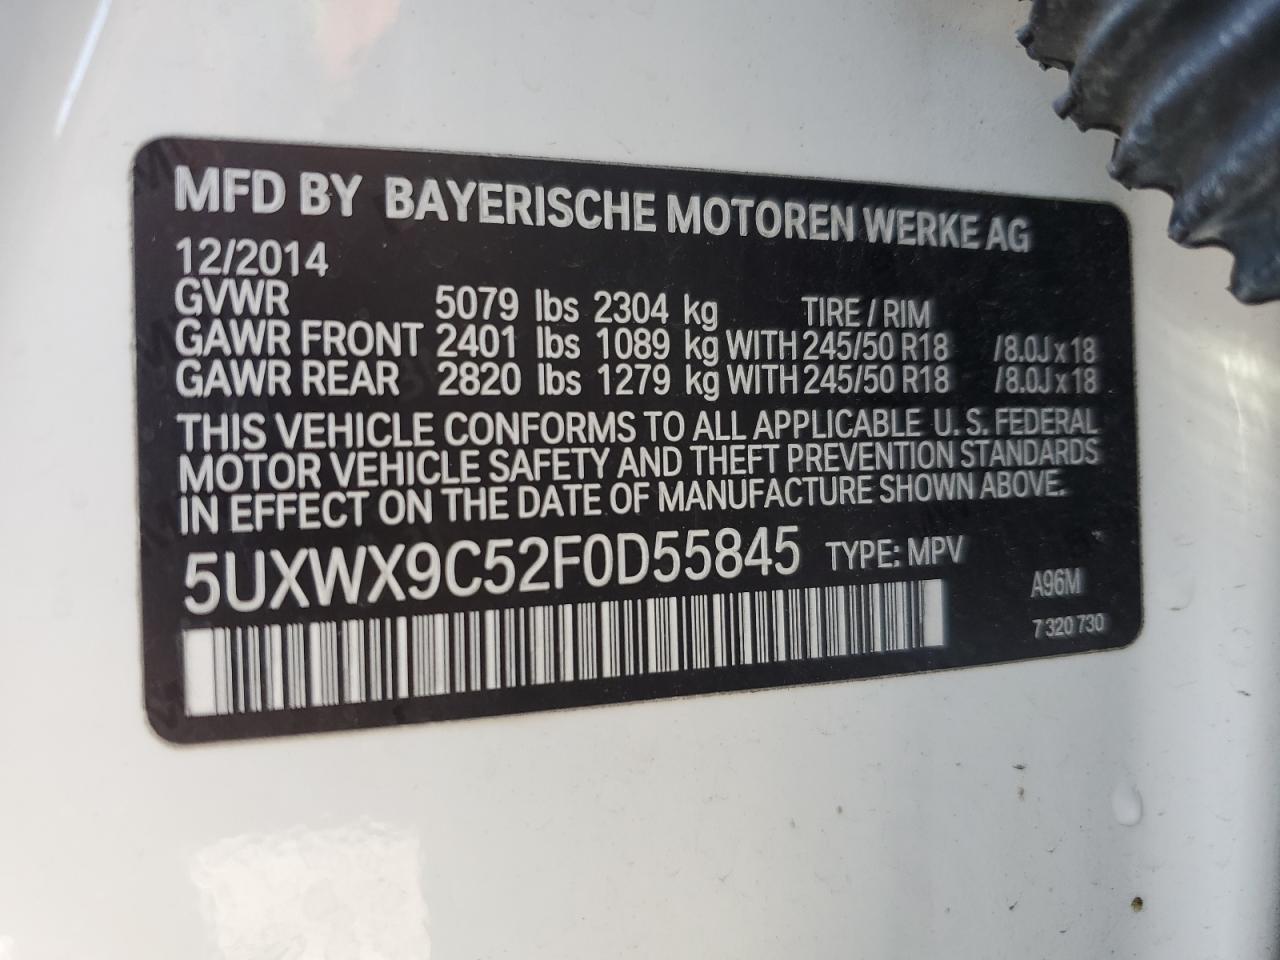 MFD BY BAYERISCHE MOTOREN WERKE AG
12/2014
GVWR 5079 lbs 2304 kg TIRE / RIM
GAWR FRONT 2401 lbs 1089 kg WITH 245/50 R18 /8.0J x 18
GAWR REAR 2820 lbs 1279 kg WITH 245/50 R18 /8.0J x 18
THIS VEHICLE CONFORMS TO ALL APPLICABLE U. S. FEDERAL
MOTOR VEHICLE SAFETY AND THEFT PREVENTION STANDARDS
IN EFFECT ON THE DATE OF MANUFACTURE SHOWN ABOVE.
5UXWX9C52F0D55845 TYPE: MPV
A96M
7 320 730